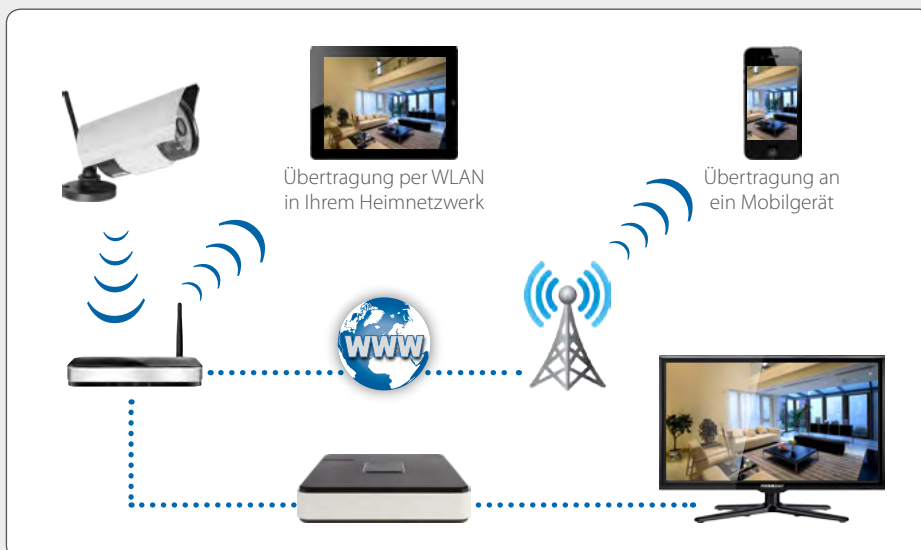 Übertragung per WLAN
in Ihrem Heimnetzwerk
Übertragung an
ein Mobilgerät
WWW